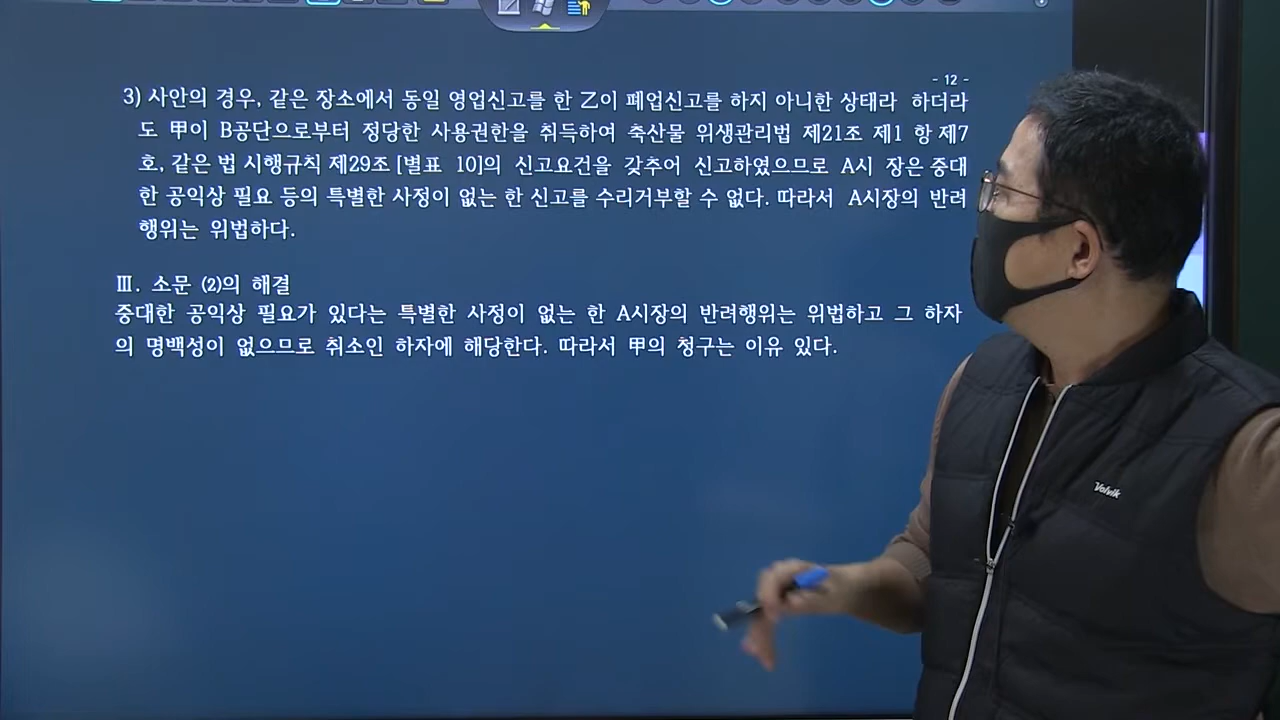 - 12 -
3) 사안의 경우, 같은 장소에서 동일 영업신고를 한 乙이 폐업신고를 하지 아니한 상태라 하더라
도 甲이 B공단으로부터 정당한 사용권한을 취득하여 축산물 위생관리법 제21조 제1 항 제7
호, 같은 법 시행규칙 제29조 [별표 10]의 신고요건을 갖추어 신고하였으므로 A시 장은 중대
한 공익상 필요 등의 특별한 사정이 없는 한 신고를 수리거부할 수 없다. 따라서 A시장의 반려
행위는 위법하다.
Ⅲ. 소문 (2)의 해결
중대한 공익상 필요가 있다는 특별한 사정이 없는 한 A시장의 반려행위는 위법하고 그 하자
의 명백성이 없으므로 취소인 하자에 해당한다. 따라서 甲의 청구는 이유 있다.
Volvik